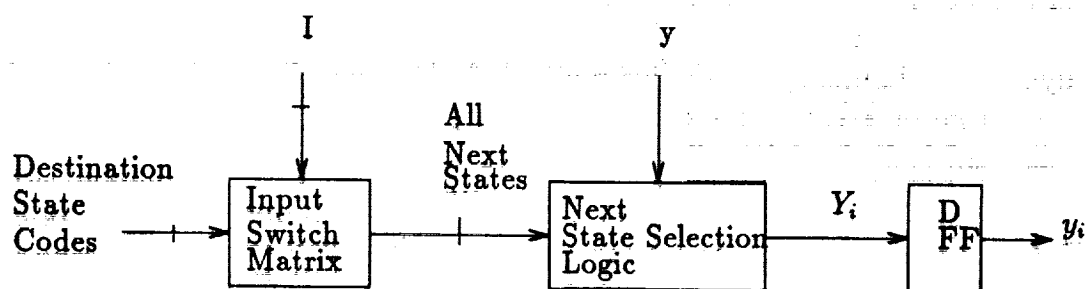 I
y
All
Next
States
Destination
State
Codes
Input
Switch
Matrix
Next
State Selection
Logic
Y_i
D
FF
y_i